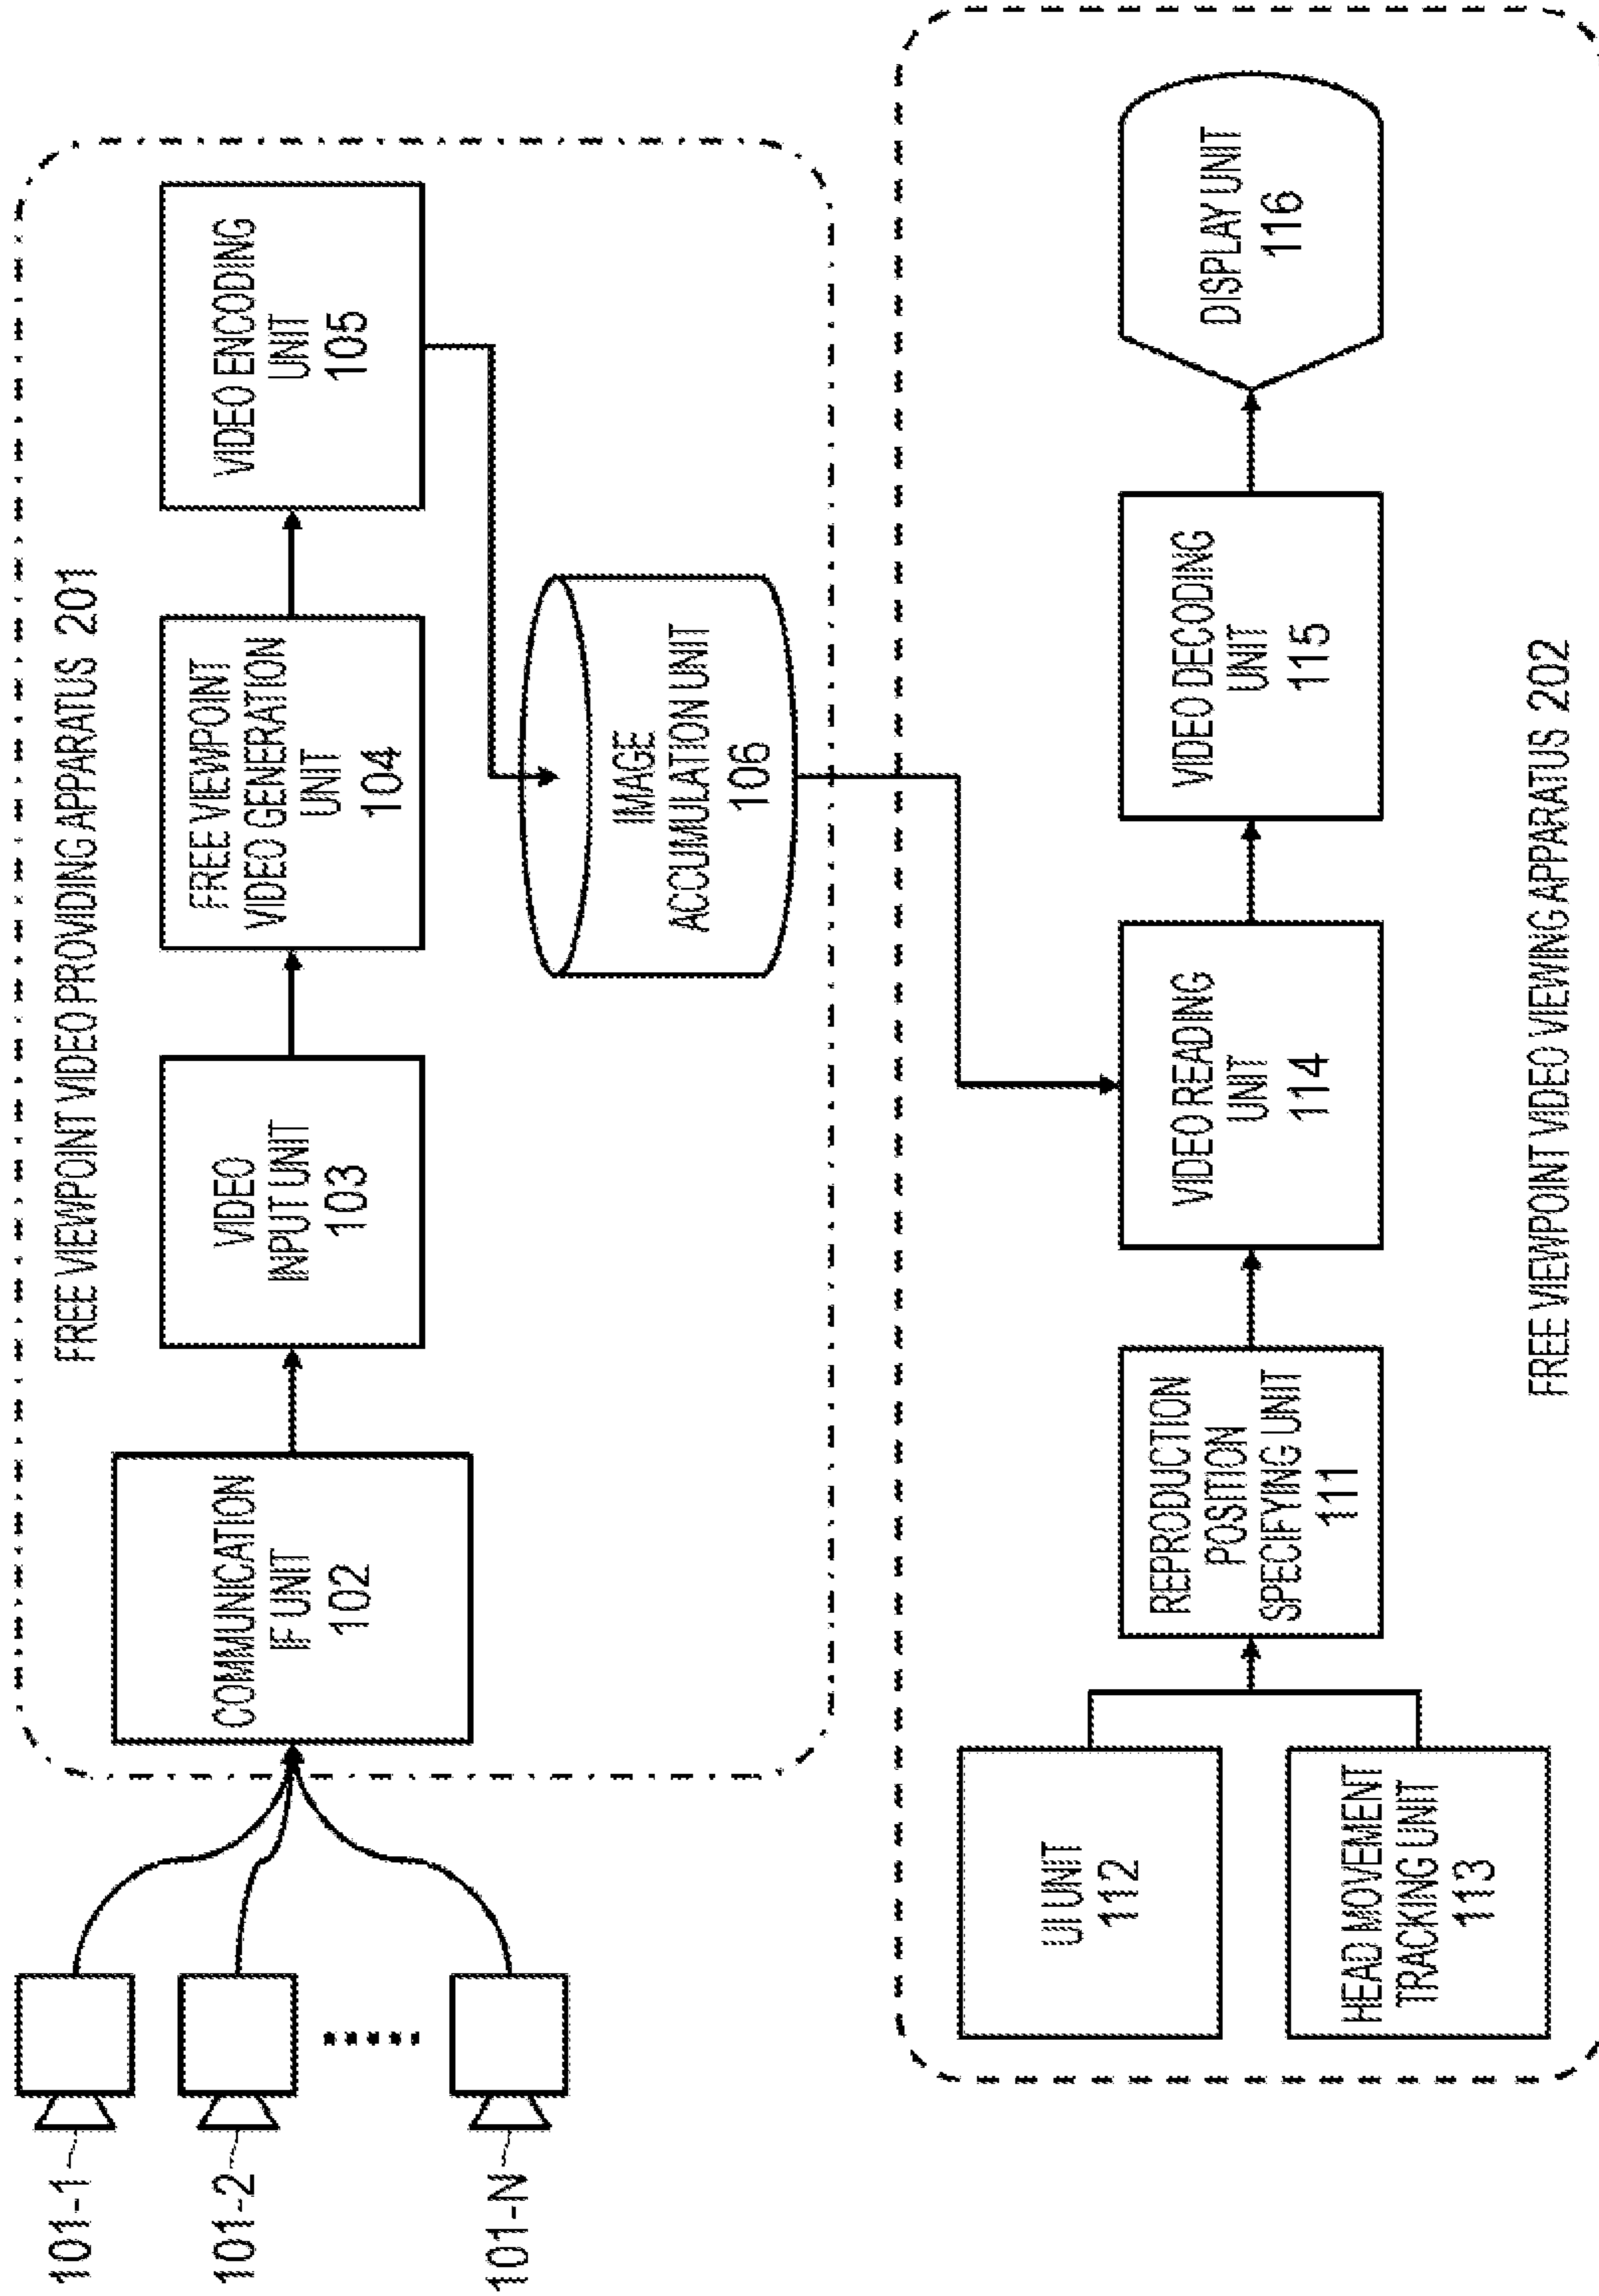 FREE VIEWPOINT VIDEO PROVIDING APPARATUS 201
101-1
101-2
101-N
COMMUNICATION
IF UNIT
102
VIDEO
INPUT UNIT
103
FREE VIEWPOINT
VIDEO GENERATION
UNIT
104
VIDEO ENCODING
UNIT
105
IMAGE
ACCUMULATION UNIT
106
UI UNIT
112
HEAD MOVEMENT
TRACKING UNIT
113
REPRODUCTION
POSITION
SPECIFYING UNIT
111
VIDEO READING
UNIT
114
VIDEO DECODING
UNIT
115
DISPLAY UNIT
116
FREE VIEWPOINT VIDEO VIEWING APPARATUS 202